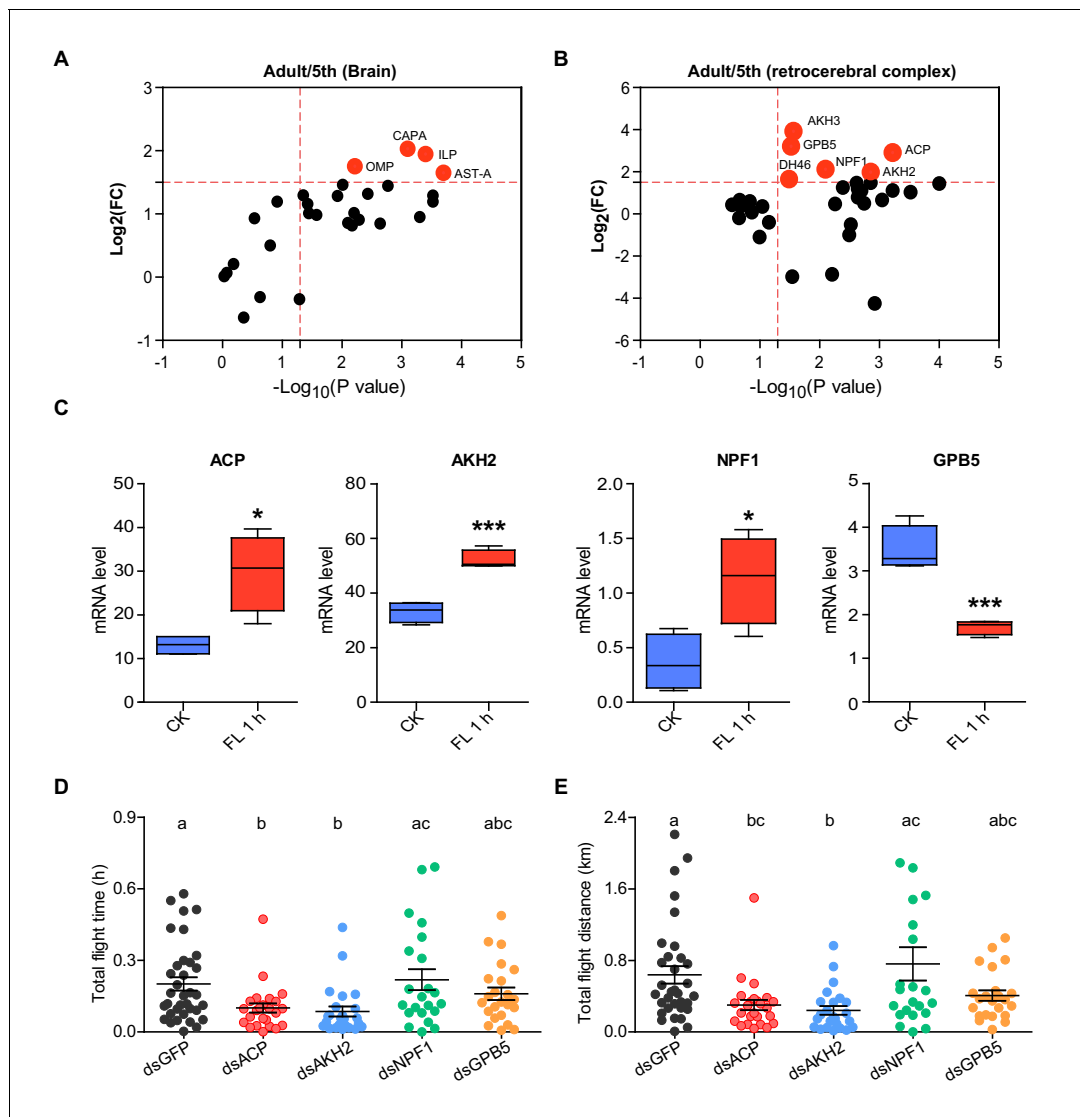 A
Adult/5th (Brain)
Log2(FC)
3
2
1
0
-1
CAPA
ILP
OMP
AST-A
-1 0 1 2 3 4 5
-Log10(P value)
B
Adult/5th (retrocerebral complex)
Log2(FC)
6
4
2
0
-2
-4
-6
AKH3
GPB5
ACP
DH46
NPF1
AKH2
-1 0 1 2 3 4 5
-Log10(P value)
C
ACP
mRNA level
50
40
30
20
10
0
*
CK
FL 1 h
AKH2
mRNA level
80
60
40
20
0
***
CK
FL 1 h
NPF1
mRNA level
2.0
1.5
1.0
0.5
0.0
*
CK
FL 1 h
GPB5
mRNA level
5
4
3
2
1
0
***
CK
FL 1 h
D
Total flight time (h)
0.9
0.6
0.3
0.0
a b b ac abc
dsGFP
dsACP
dsAKH2
dsNPF1
dsGPB5
E
Total flight distance (km)
2.4
1.6
0.8
0.0
a bc b ac abc
dsGFP
dsACP
dsAKH2
dsNPF1
dsGPB5